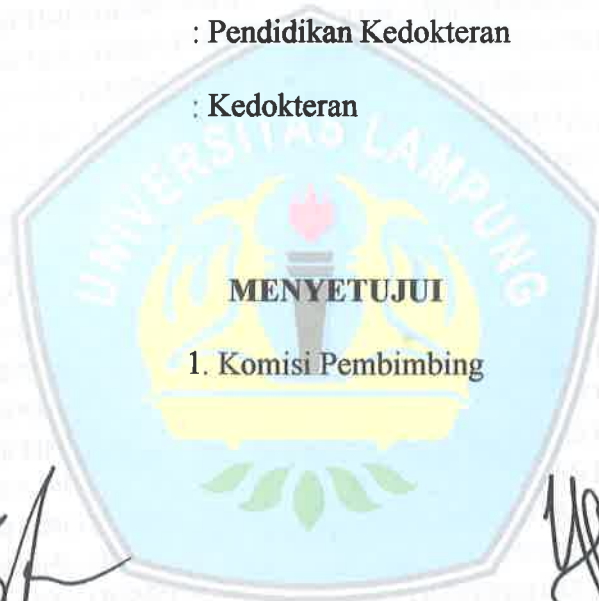 : Pendidikan Kedokteran
: Kedokteran
UNIVERSITAS LAMPUNG
MENYETUJUI
1. Komisi Pembimbing